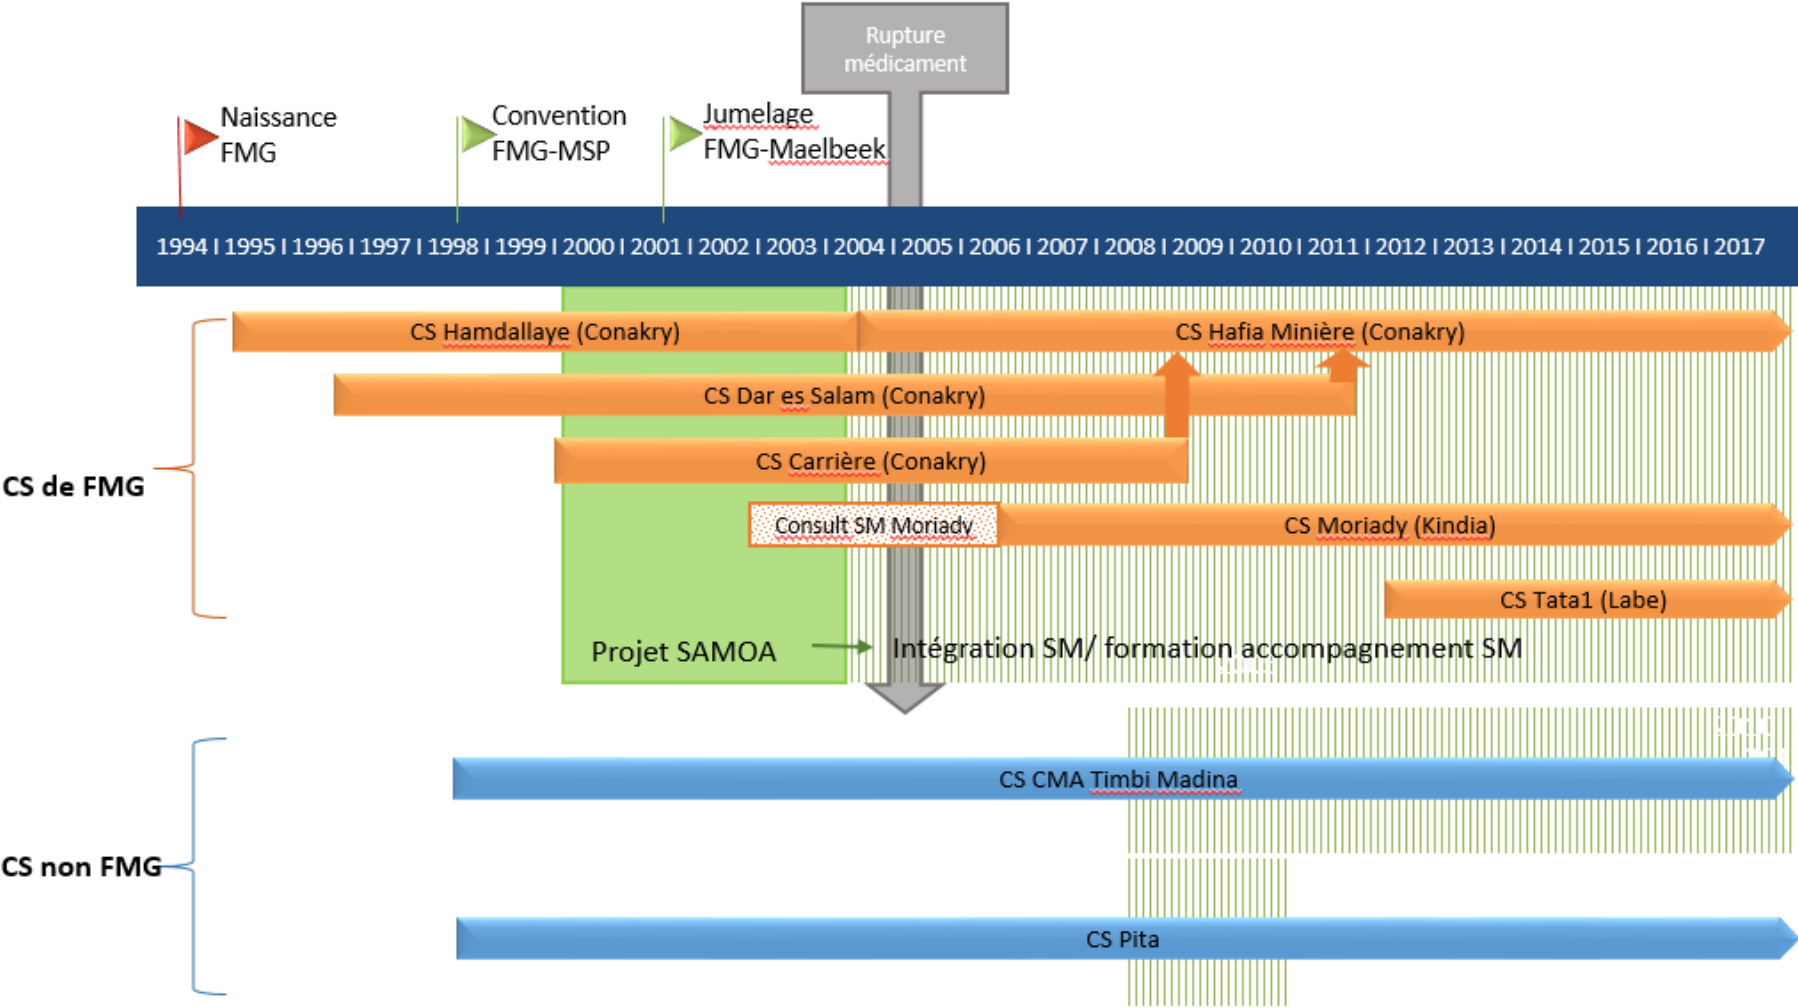 Rupture
médicament
Naissance
FMG
Convention
FMG-MSP
Jumelage
FMG-Maelbeek
1994 I 1995 I 1996 I 1997 I 1998 I 1999 I 2000 I 2001 I 2002 I 2003 I 2004 I 2005 I 2006 I 2007 I 2008 I 2009 I 2010 I 2011 I 2012 I 2013 I 2014 I 2015 I 2016 I 2017
CS Hamdallaye (Conakry)
CS Hafia Minière (Conakry)
CS Dar es Salam (Conakry)
CS Carrière (Conakry)
CS de FMG
Consult SM Moriady
CS Moriady (Kindia)
CS Tata1 (Labe)
Projet SAMOA
Intégration SM/ formation accompagnement SM
CS CMA Timbi Madina
CS non FMG
CS Pita